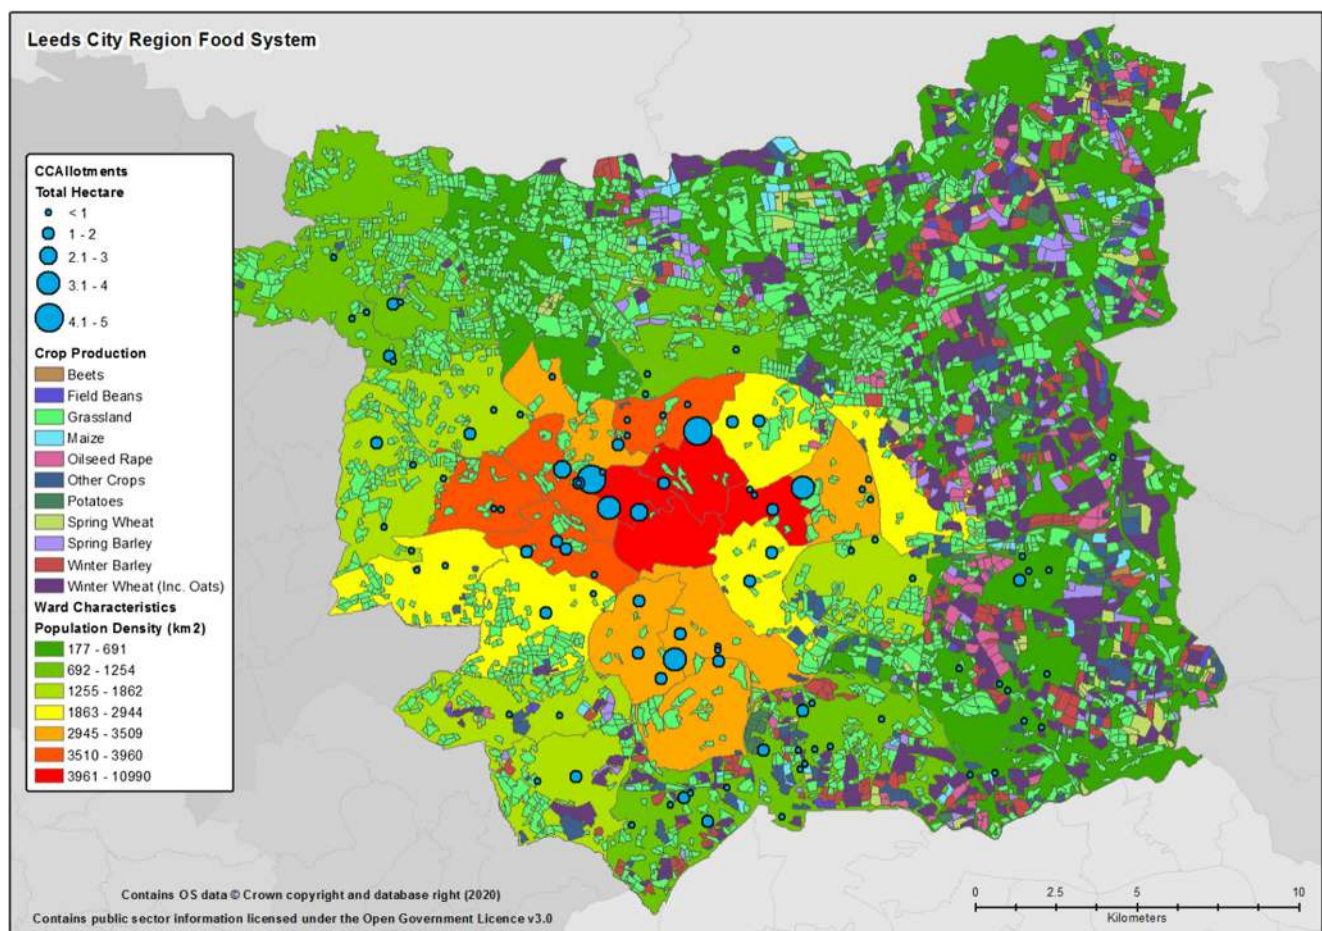 Leeds City Region Food System
CCAllotments
Total Hectare
< 1
1 - 2
2.1 - 3
3.1 - 4
4.1 - 5
Crop Production
Beets
Field Beans
Grassland
Maize
Oilseed Rape
Other Crops
Potatoes
Spring Wheat
Spring Barley
Winter Barley
Winter Wheat (Inc. Oats)
Ward Characteristics
Population Density (km2)
177 - 691
692 - 1254
1255 - 1862
1863 - 2944
2945 - 3509
3510 - 3960
3961 - 10990
Contains OS data © Crown copyright and database right (2020)
Contains public sector information licensed under the Open Government Licence v3.0
0 2.5 5 10
Kilometers